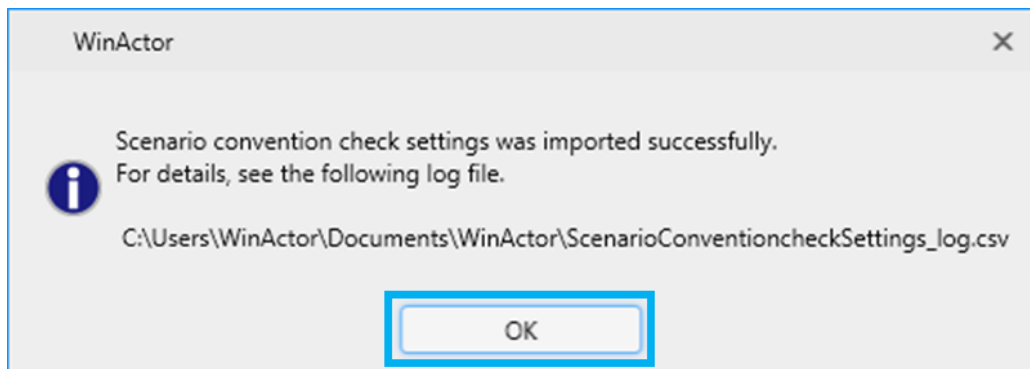 WinActor
Scenario convention check settings was imported successfully.
For details, see the following log file.
C:\Users\WinActor\Documents\WinActor\ScenarioConventioncheckSettings_log.csv
OK